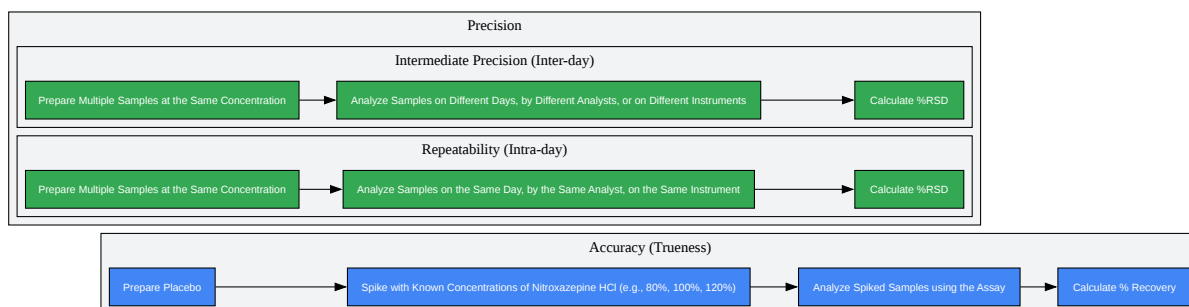 Precision
Intermediate Precision (Inter-day)
Prepare Multiple Samples at the Same Concentration
Analyze Samples on Different Days, by Different Analysts, or on Different Instruments
Calculate %RSD
Repeatability (Intra-day)
Prepare Multiple Samples at the Same Concentration
Analyze Samples on the Same Day, by the Same Analyst, on the Same Instrument
Calculate %RSD
Accuracy (Trueness)
Prepare Placebo
Spike with Known Concentrations of Nitroxazepine HCl (e.g., 80%, 100%, 120%)
Analyze Spiked Samples using the Assay
Calculate % Recovery